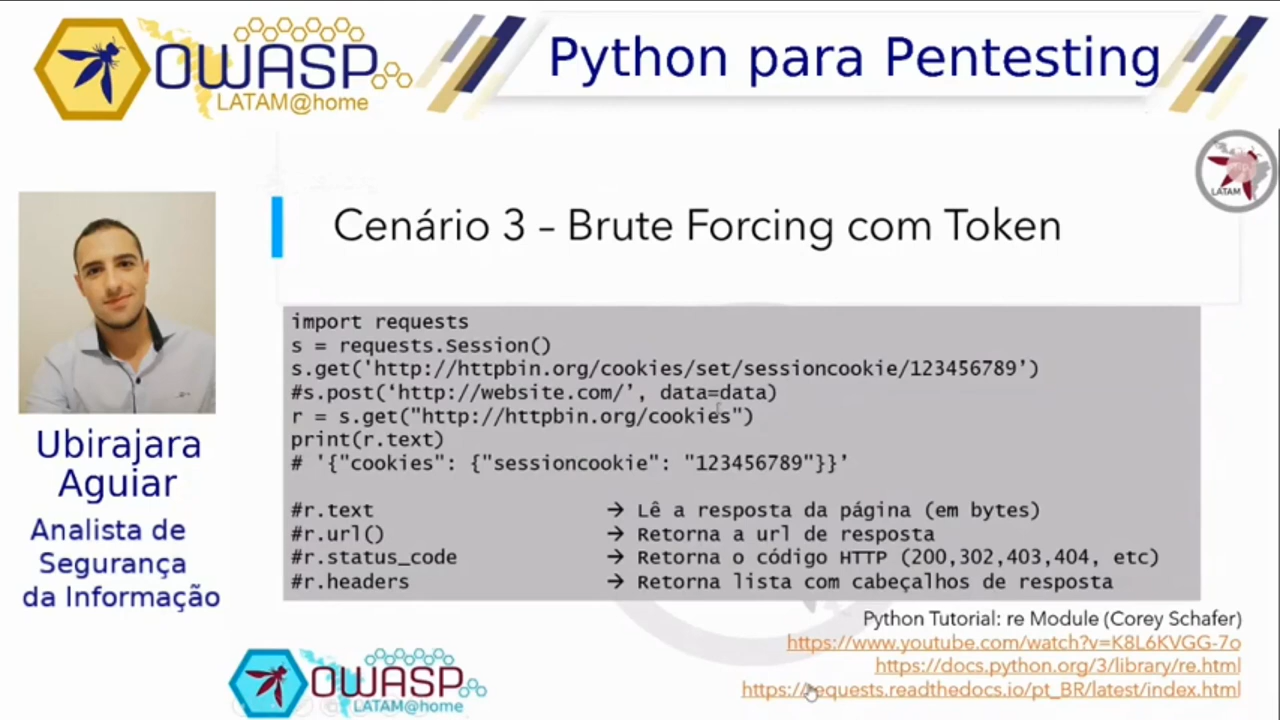 OWASP
LATAM@home
Python para Pentesting
LATAM
Cenário 3 – Brute Forcing com Token
import requests
s = requests.Session()
s.get(‘http://httpbin.org/cookies/set/sessioncookie/123456789’)
#s.post(‘http://website.com/’, data=data)
r = s.get("http://httpbin.org/cookies")
print(r.text)
# '{"cookies": {"sessioncookie": "123456789"}}’
#r.text → Lê a resposta da página (em bytes)
#r.url() → Retorna a url de resposta
#r.status_code → Retorna o código HTTP (200,302,403,404, etc)
#r.headers → Retorna lista com cabeçalhos de resposta
Ubirajara
Aguiar
Analista de
Segurança
da Informação
Python Tutorial: re Module (Corey Schafer)
https://www.youtube.com/watch?v=K8L6KVGG-7o
https://docs.python.org/3/library/re.html
https://requests.readthedocs.io/pt_BR/latest/index.html
OWASP
LATAM@home